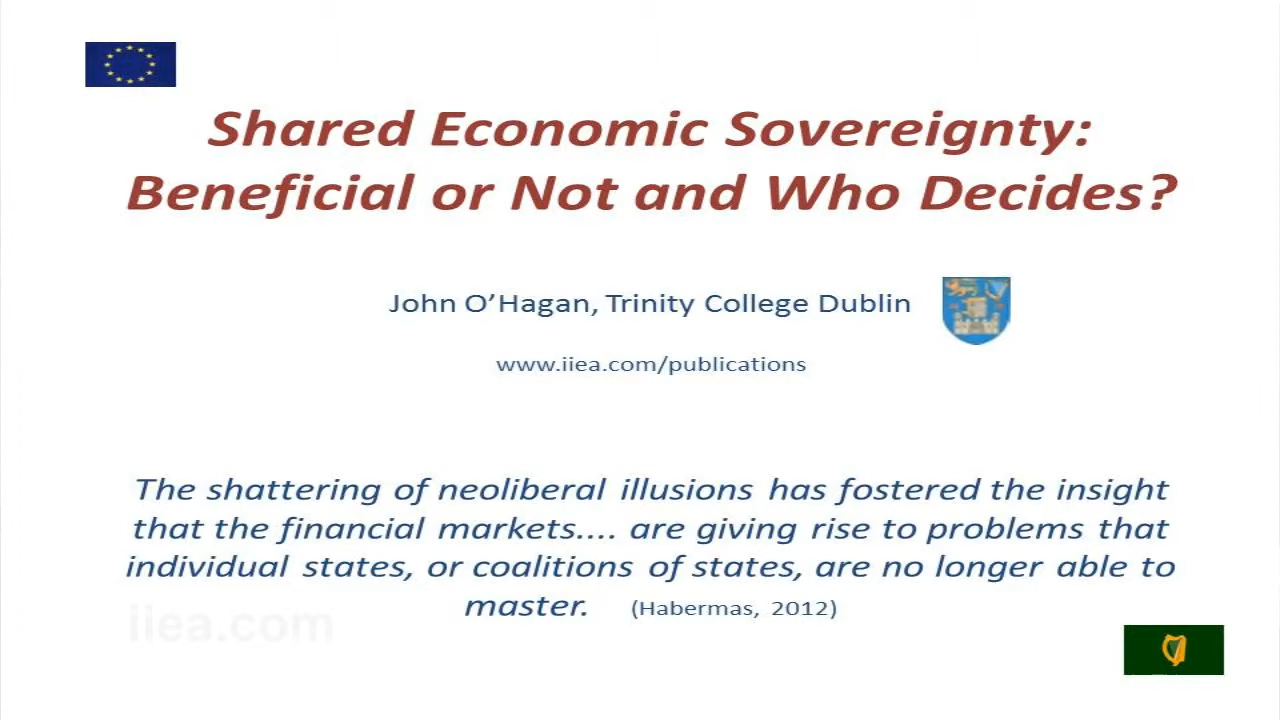 Shared Economic Sovereignty:
Beneficial or Not and Who Decides?
John O’Hagan, Trinity College Dublin
www.iiea.com/publications
The shattering of neoliberal illusions has fostered the insight
that the financial markets.... are giving rise to problems that
individual states, or coalitions of states, are no longer able to
master. (Habermas, 2012)
iiea.com